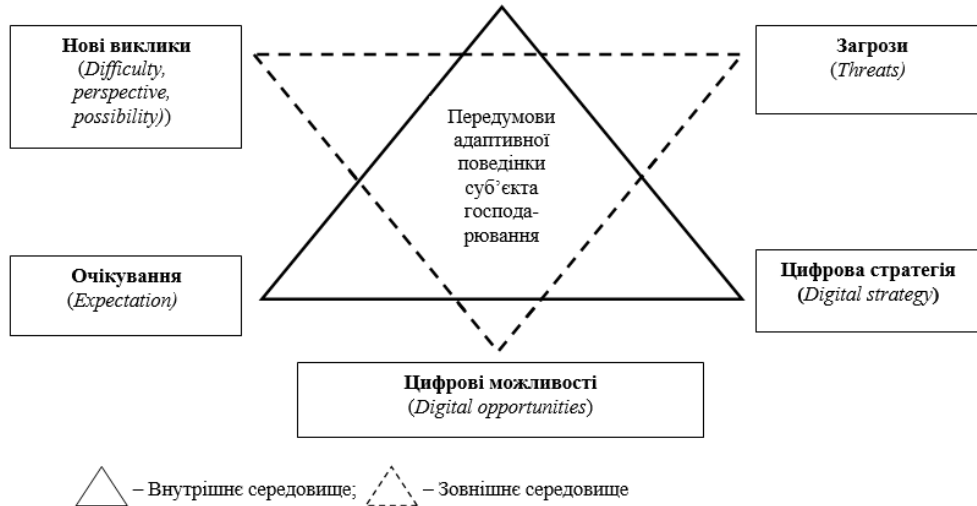 Нові виклики
(Difficulty,
perspective,
possibility))
Загрози
(Threats)
Передумови
адаптивної
поведінки
суб’єкта
господа-
рювання
Очікування
(Expectation)
Цифрова стратегія
(Digital strategy)
Цифрові можливості
(Digital opportunities)
– Внутрішнє середовище; – Зовнішнє середовище